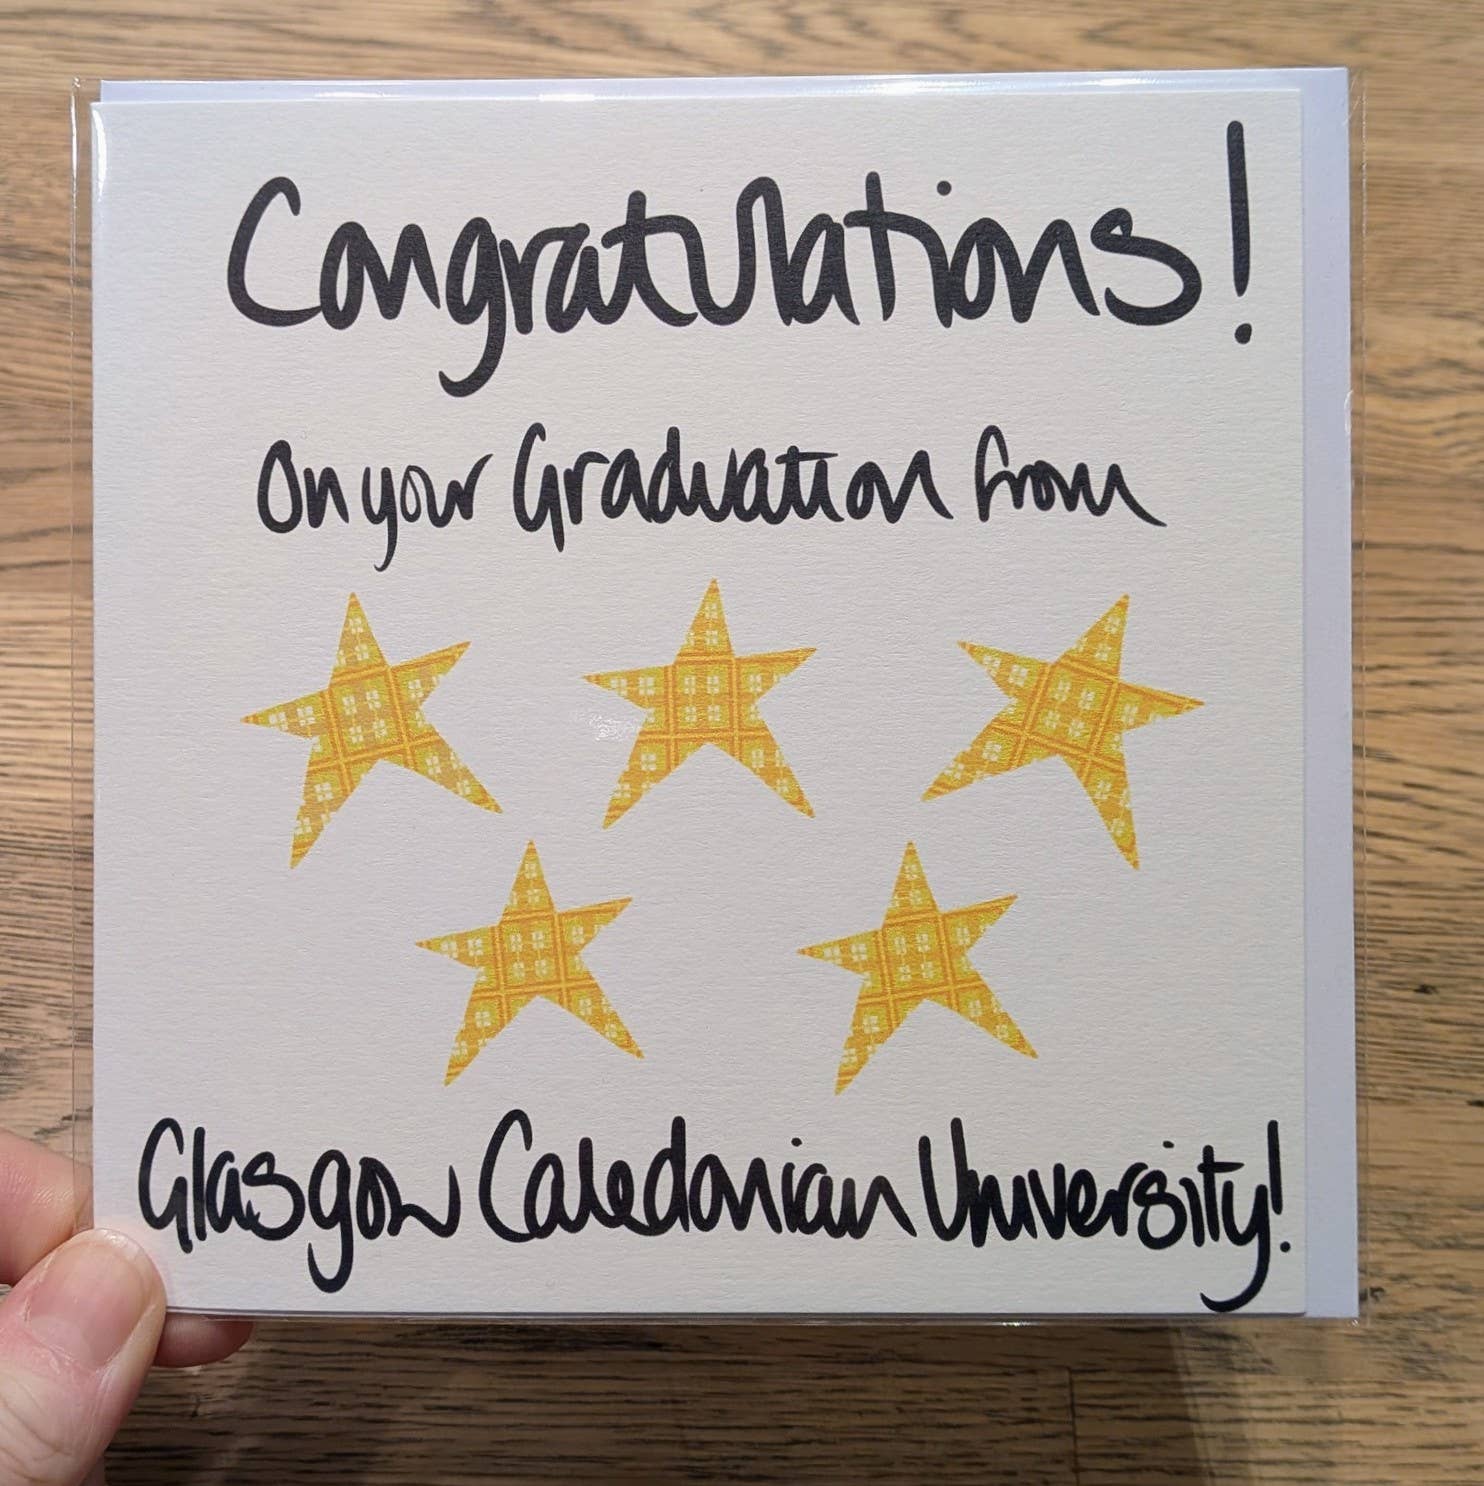 Congratulations!
On your Graduation from
Glasgow Caledonian University!